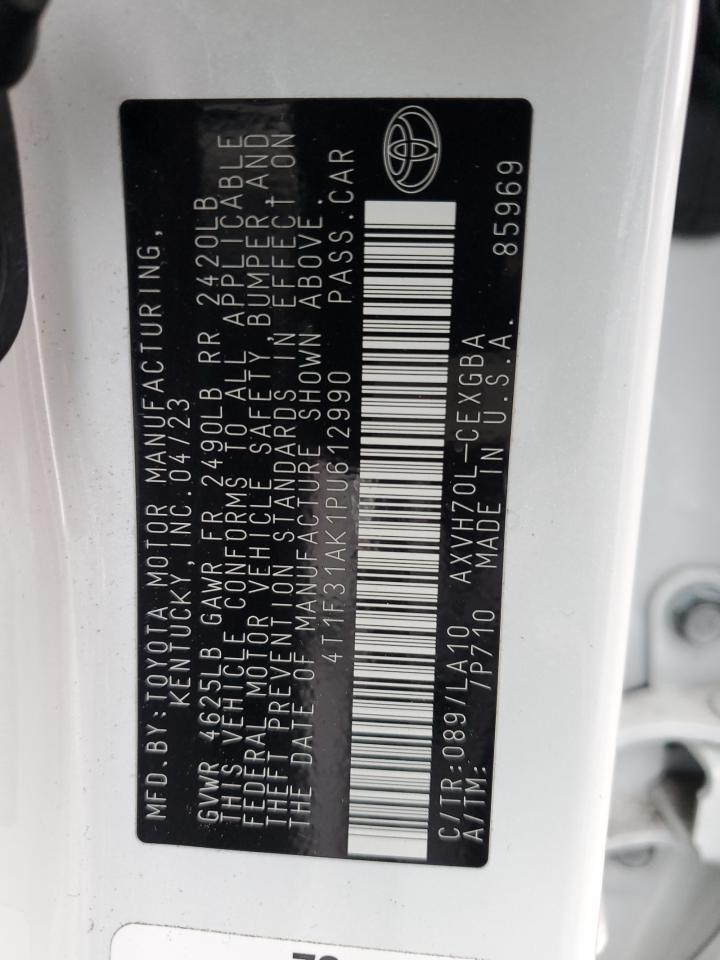 MFD.BY:TOYOTA MOTOR MANUFACTURING,
KENTUCKY,INC.04/23
GVWR 4625LB GAWR FR 2490LB RR 2420LB
THIS VEHICLE CONFORMS TO ALL APPLICABLE
FEDERAL MOTOR VEHICLE SAFETY,BUMPER,AND
THEFT PREVENTION STANDARDS IN EFFECT ON
THE DATE OF MANUFACTURE SHOWN ABOVE.
4T1F31AK1PU612990 PASS.CAR
C/TR:089/LA10 AXVH70L-CEXGBA
A/TM: /P710 MADE IN U.S.A. 85969